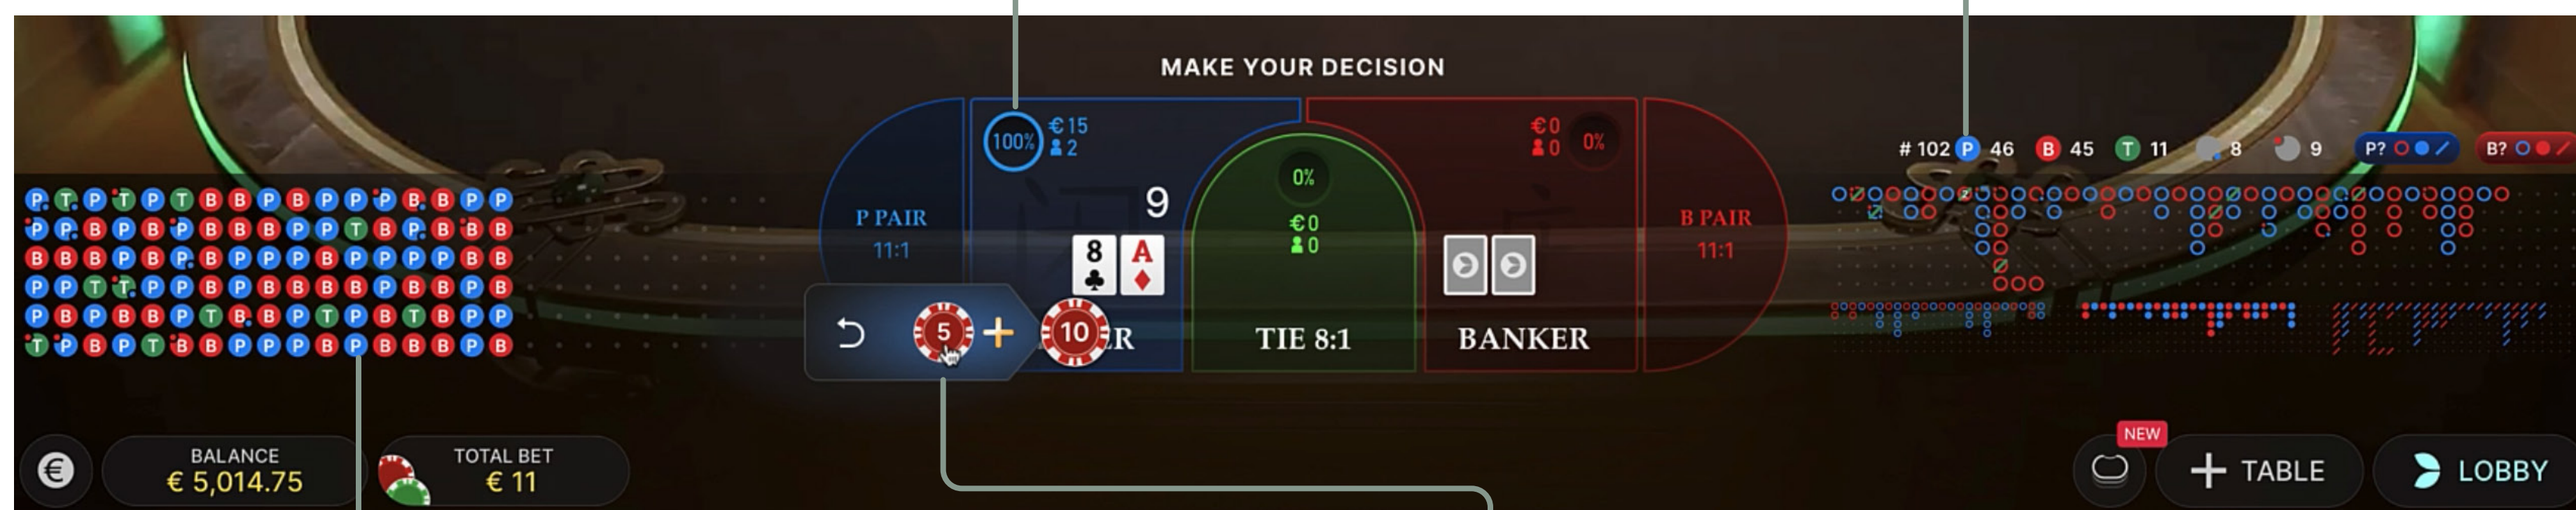 MAKE YOUR DECISION
100% € 15
2
€ 0 0%
0
# 102 P 46 B 45 T 11 8 9 P? B?
0%
€ 0
0
9
P PAIR
11:1
B PAIR
11:1
8 A
5 + 10 ER
TIE 8:1
BANKER
P T P T P T B B P B P P P B B P P
P P B P B P B B B P P T B P B B B
B B B P B P B P P P B P P P P B B
P P T T P P B P B B B B P B B P B
P B P B B P T B B P T P B T B P P
T P B P T B B P P P B P B B B P B
€
BALANCE
€ 5,014.75
TOTAL BET
€ 11
NEW
+ TABLE
LOBBY